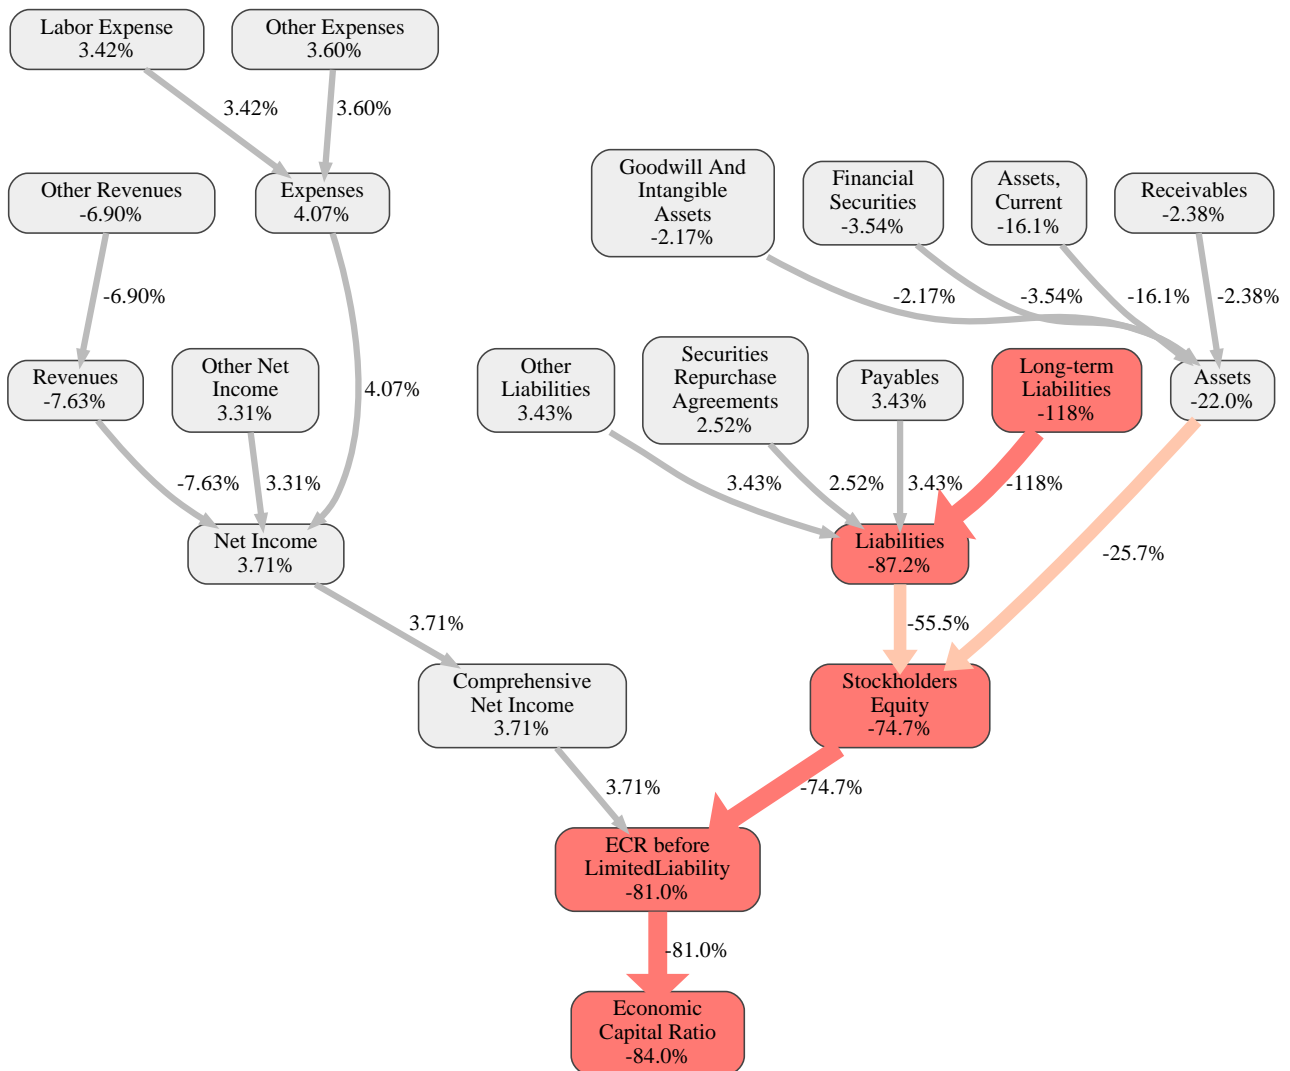 Labor Expense
3.42%
Other Expenses
3.60%
3.42%
3.60%
Other Revenues
-6.90%
Expenses
4.07%
Goodwill And
Intangible
Assets
-2.17%
Financial
Securities
-3.54%
Assets,
Current
-16.1%
Receivables
-2.38%
-6.90%
-2.17%
-3.54%
-16.1%
-2.38%
Revenues
-7.63%
Other Net
Income
3.31%
4.07%
Other
Liabilities
3.43%
Securities
Repurchase
Agreements
2.52%
Payables
3.43%
Long-term
Liabilities
-118%
Assets
-22.0%
-7.63%
3.31%
3.43%
2.52%
3.43%
-118%
Net Income
3.71%
Liabilities
-87.2%
-25.7%
3.71%
-55.5%
Comprehensive
Net Income
3.71%
Stockholders
Equity
-74.7%
3.71%
-74.7%
ECR before
LimitedLiability
-81.0%
-81.0%
Economic
Capital Ratio
-84.0%